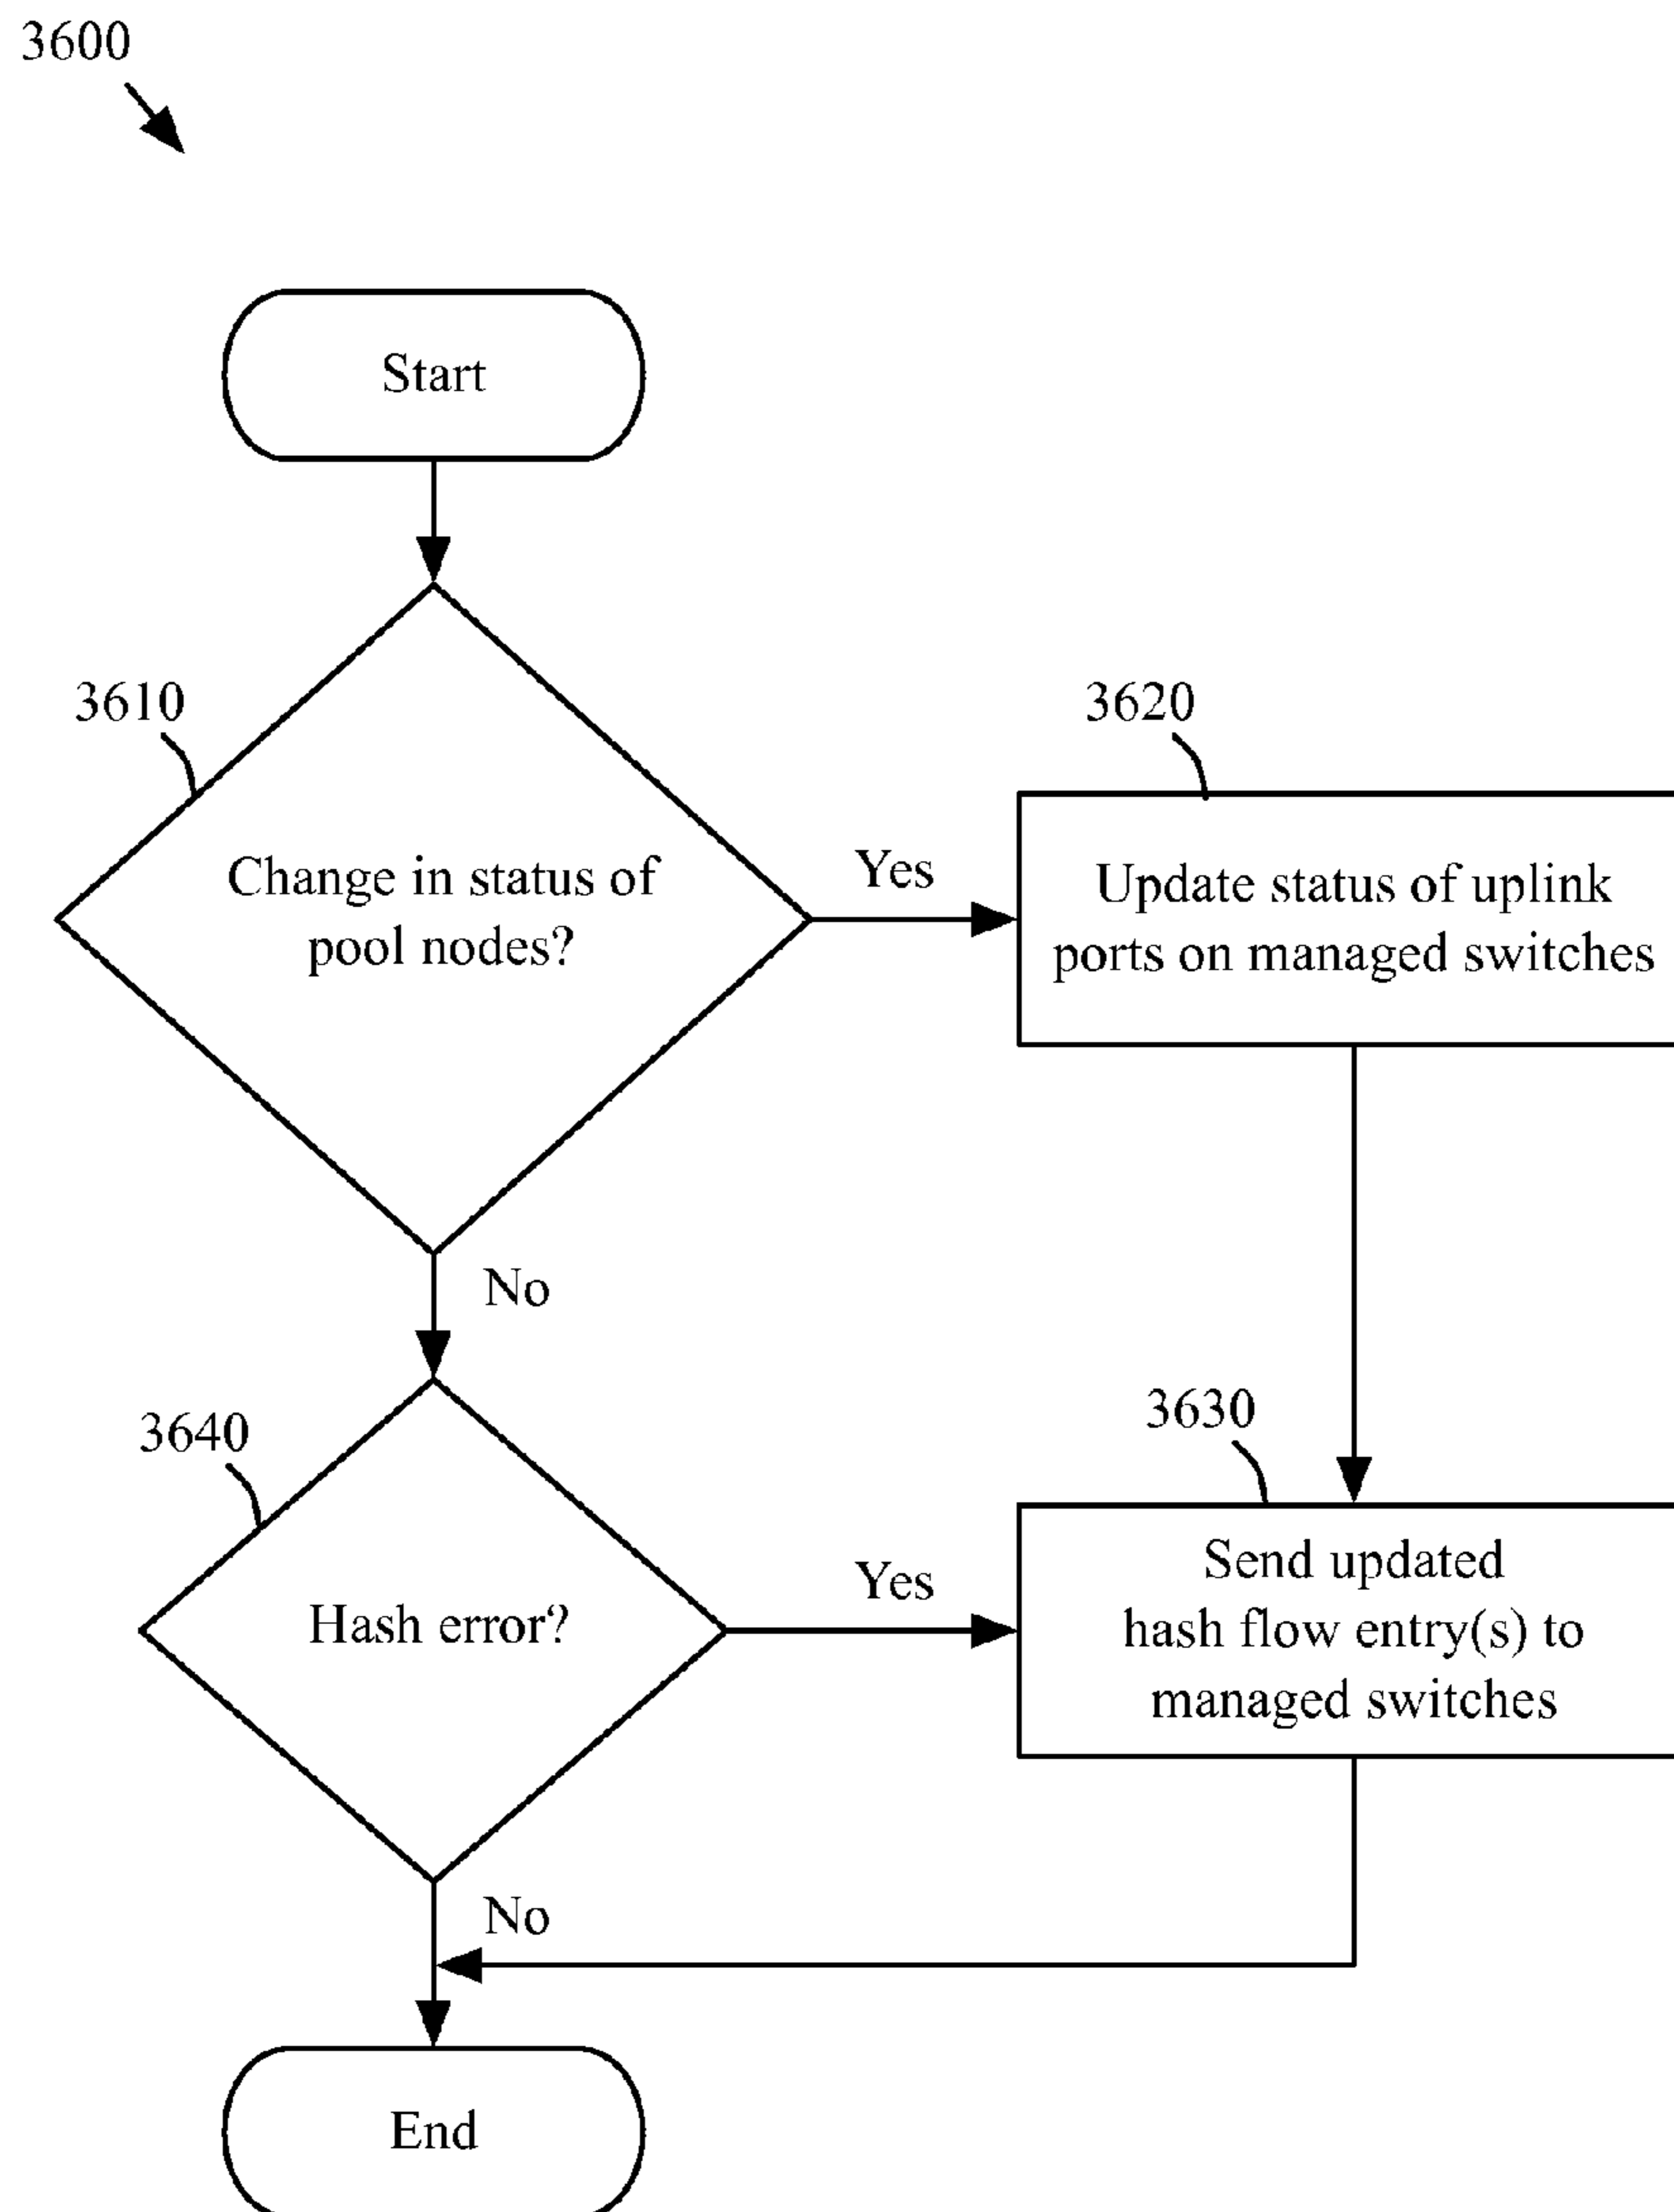 3600
Start
3610
Change in status of
pool nodes?
Yes
3620
Update status of uplink
ports on managed switches
No
3640
Hash error?
Yes
3630
Send updated
hash flow entry(s) to
managed switches
No
End